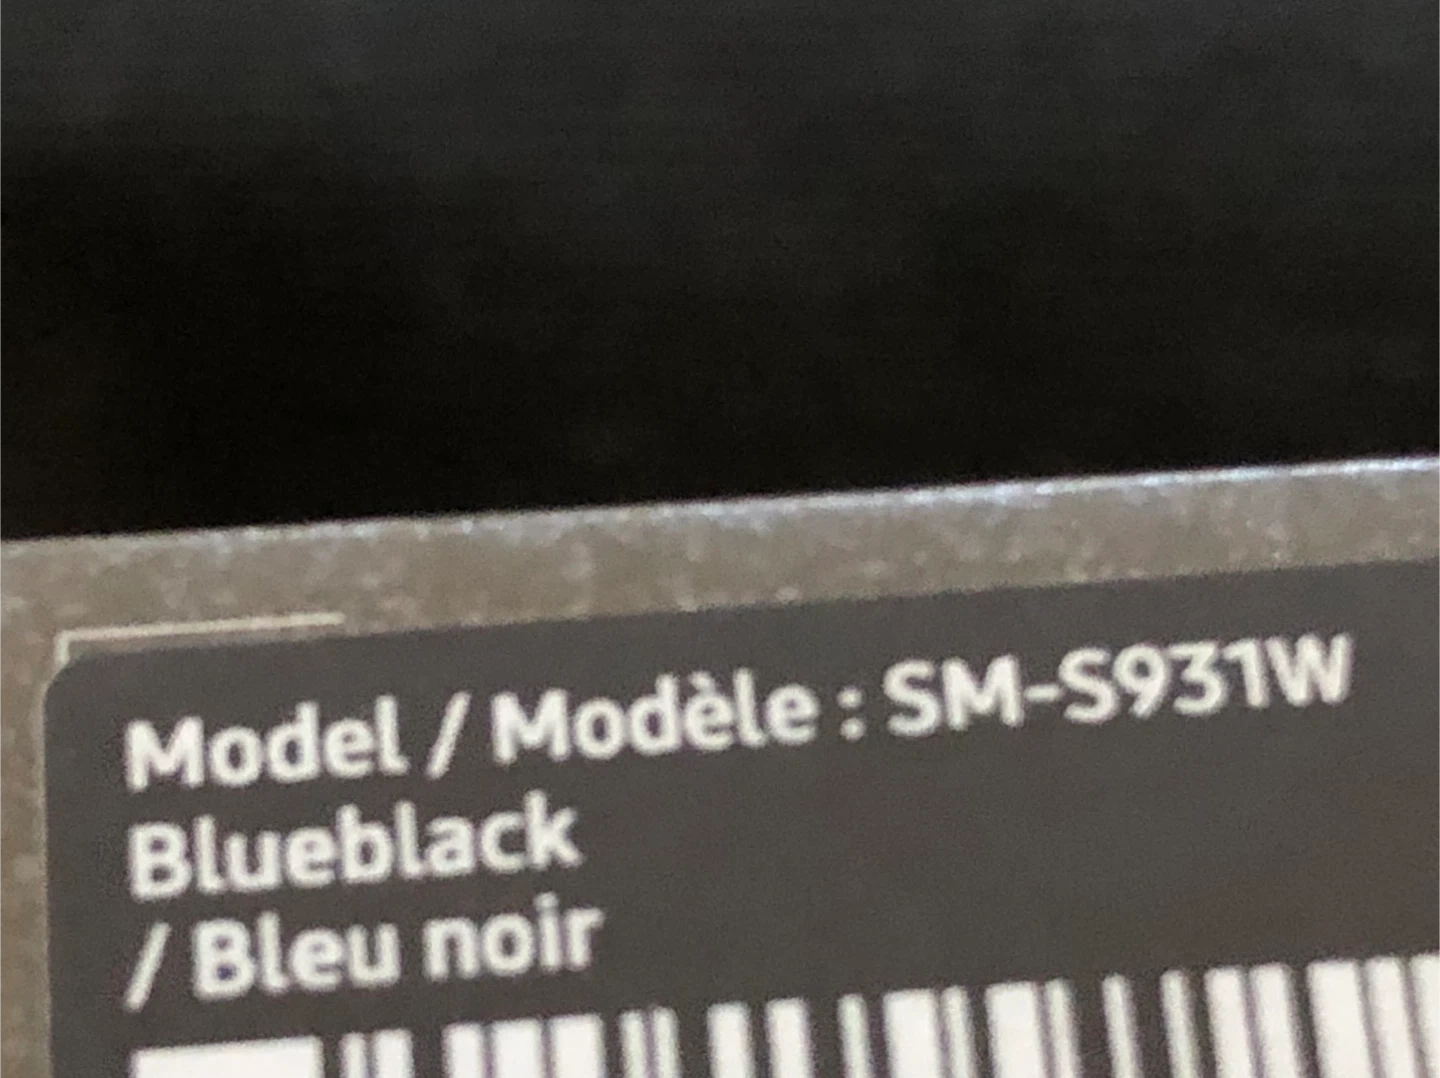 Model / Modèle : SM-S931W
Blueblack
/ Bleu noir